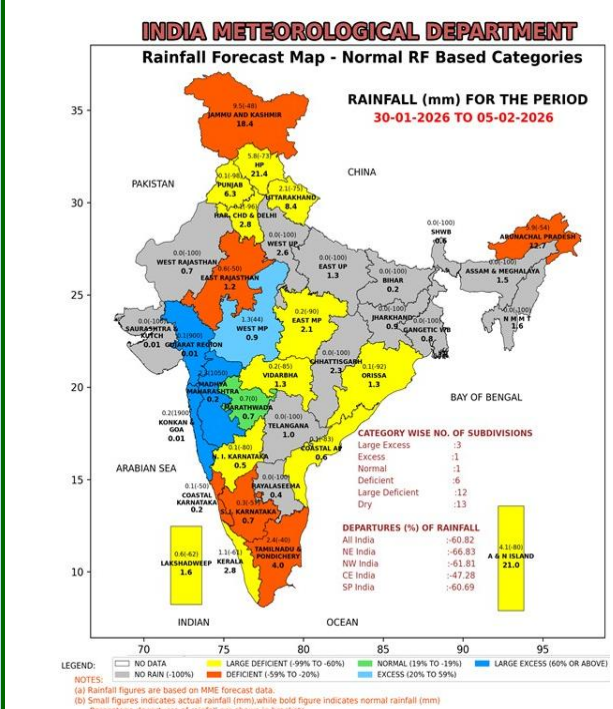 INDIA METEOROLOGICAL DEPARTMENT
Rainfall Forecast Map - Normal RF Based Categories
RAINFALL (mm) FOR THE PERIOD
30-01-2026 TO 05-02-2026
35
9.5(-48)
JAMMU AND KASHMIR
18.4
5.8(-73)
HP
21.4
CHINA
PAKISTAN
0.1(-98)
PUNJAB
6.3
2.1(-75)
UTTARAKHAND
8.4
30
HAR. CHD & DELHI
2.8
0.0(-100)
WEST UP
2.6
0.0(-100)
SHWB
0.6
5.9(-54)
ARUNACHAL PRADESH
12.7
0.0(-100)
WEST RAJASTHAN
0.7
EAST RAJASTHAN
1.2
0.0(-100)
EAST UP
1.3
0.0(-100)
BIHAR
0.2
0.0(-100)
ASSAM & MEGHALAYA
1.5
25
0.0(-100)
SAURASHTRA &
KUTCH
0.01
GUJARAT REGION
0.01
1.3(44)
WEST MP
0.9
0.2(-90)
EAST MP
2.1
JHARKHAND
0.9
GANGETIC WB
0.8
N M M T
1.6
0.0(-100)
CHHATTISGARH
2.3
0.2(-85)
VIDARBHA
1.3
0.1(-92)
ORISSA
1.3
20
MADHYA
MAHARASHTRA
0.2
0.7(0)
MARATHWADA
0.7
BAY OF BENGAL
0.2(1900)
KONKAN &
GOA
0.01
0.0(-100)
TELANGANA
1.0
COASTAL AP
0.6
0.1(-80)
N. I. KARNATAKA
0.5
CATEGORY WISE NO. OF SUBDIVISIONS
Large Excess :3
Excess :1
Normal :1
Deficient :6
Large Deficient :12
Dry :13
15
ARABIAN SEA
0.1(-50)
COASTAL
KARNATAKA
0.2
0.0(-100)
RAYALASEEMA
0.4
S. I. KARNATAKA
0.7
DEPARTURES (%) OF RAINFALL
All India :-60.82
NE India :-66.83
NW India :-61.81
CE India :-47.28
SP India :-60.69
0.6(-62)
LAKSHADWEEP
1.6
KERALA
2.8
2.4(-40)
TAMILNADU &
PONDICHERY
4.0
4.1(-80)
A & N ISLAND
21.0
10
INDIAN OCEAN
70 75 80 85 90 95
LEGEND:
NO DATA
LARGE DEFICIENT (-99% TO -60%)
NORMAL (19% TO -19%)
LARGE EXCESS (60% OR ABOVE)
NO RAIN (-100%)
DEFICIENT (-59% TO -20%)
EXCESS (20% TO 59%)
NOTES:
(a) Rainfall figures are based on MME forecast data.
(b) Small figures indicates actual rainfall (mm),while bold figure indicates normal rainfall (mm)